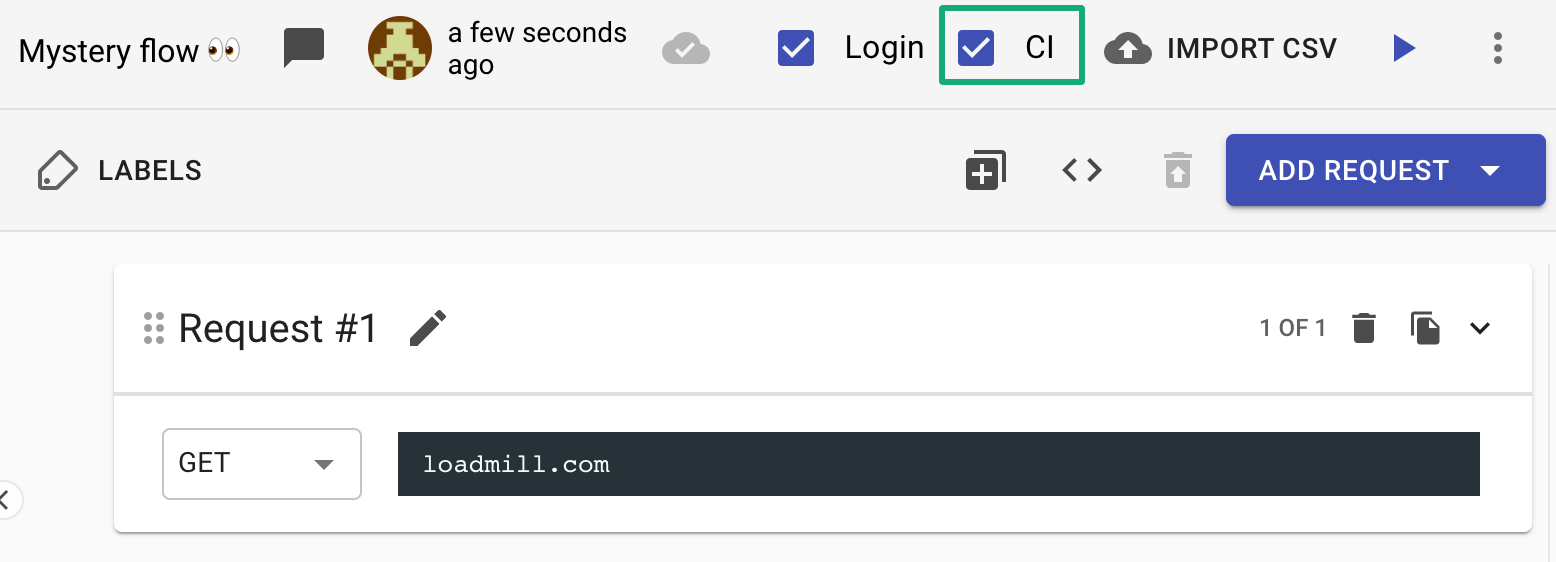 Mystery flow 👀
a few seconds
ago
Login
CI
IMPORT CSV
LABELS
ADD REQUEST
Request #1
1 OF 1
GET
loadmill.com